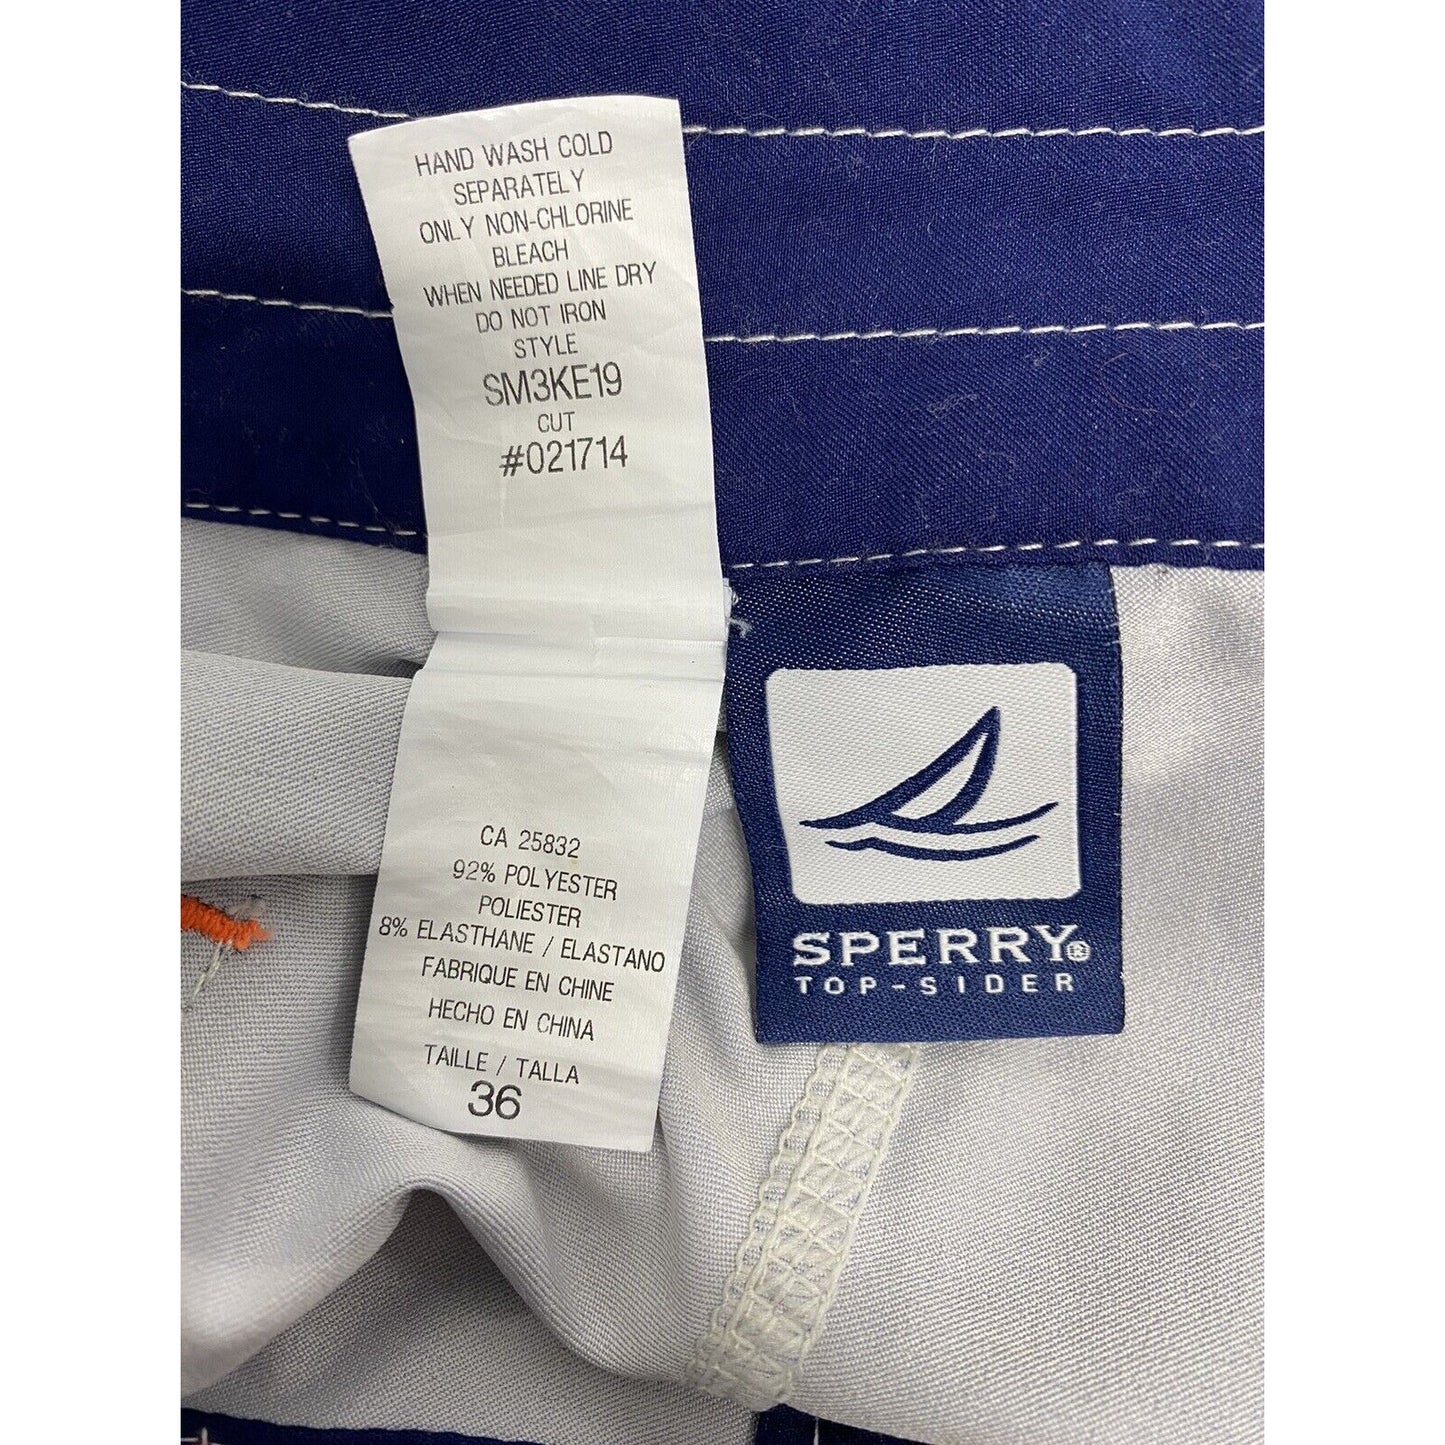 HAND WASH COLD
SEPARATELY
ONLY NON-CHLORINE
BLEACH
WHEN NEEDED LINE DRY
DO NOT IRON
STYLE
SM3KE19
CUT
#021714
CA 25832
92% POLYESTER
POLIESTER
8% ELASTHANE / ELASTANO
FABRIQUE EN CHINE
HECHO EN CHINA
TAILLE / TALLA
36
SPERRY®
TOP-SIDER